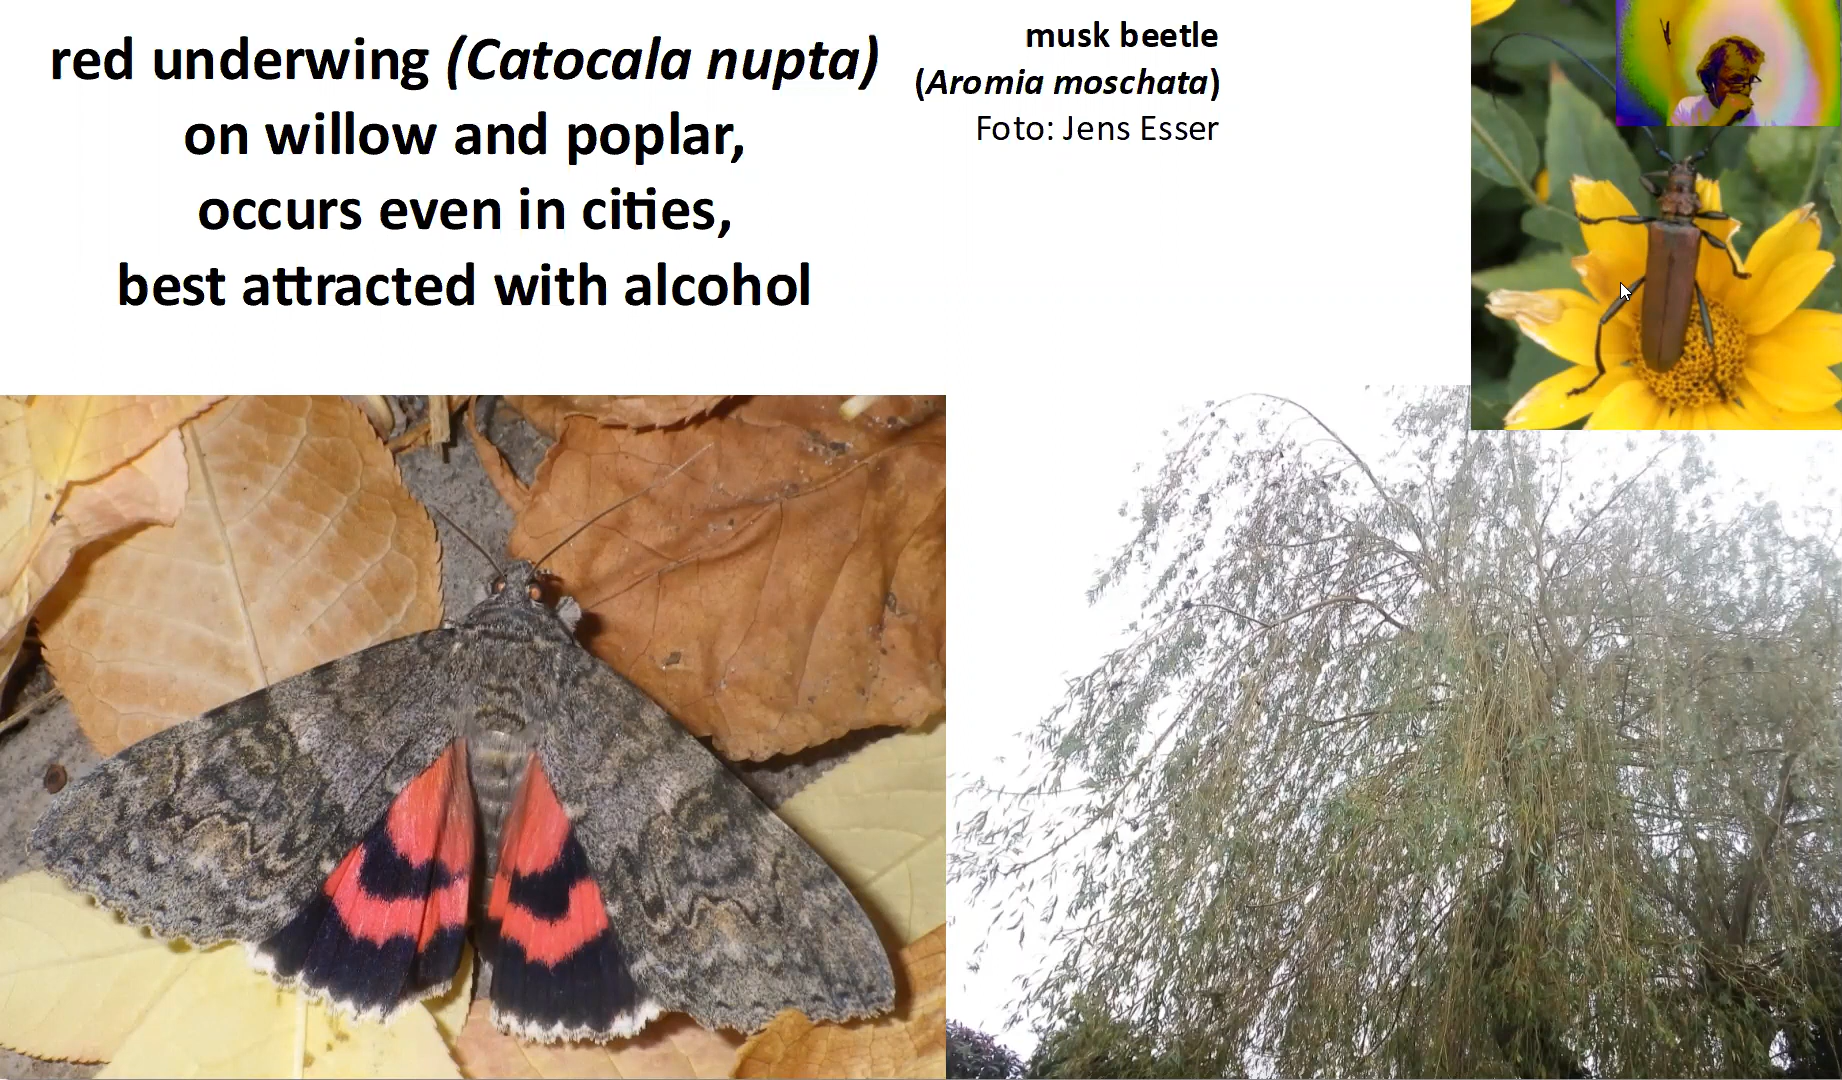 red underwing (Catocala nupta)
on willow and poplar,
occurs even in cities,
best attracted with alcohol
musk beetle
(Aromia moschata)
Foto: Jens Esser